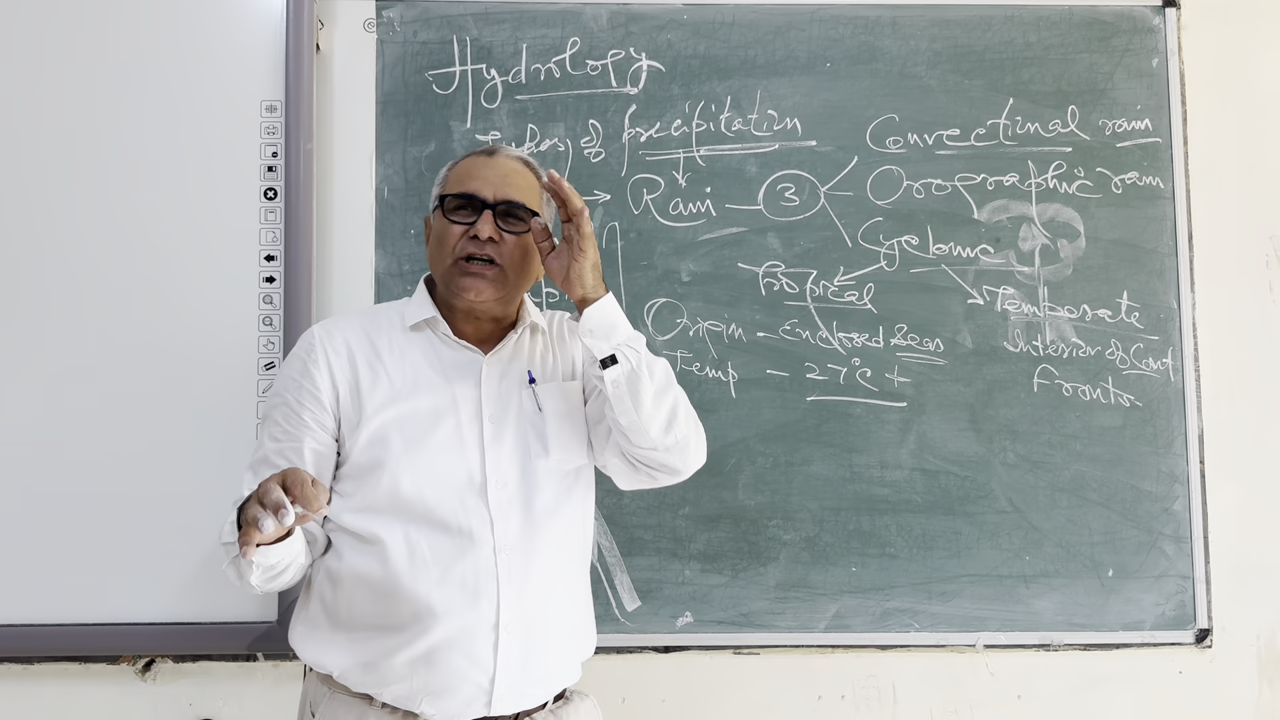 Hydrology
Types of precipitation
Rain - 3
Convectional rain
Orographic rain
Cyclonic
Tropical
Temperate
Origin - Enclosed Seas
Temp - 27°C +
Interior of Cont
Fronts